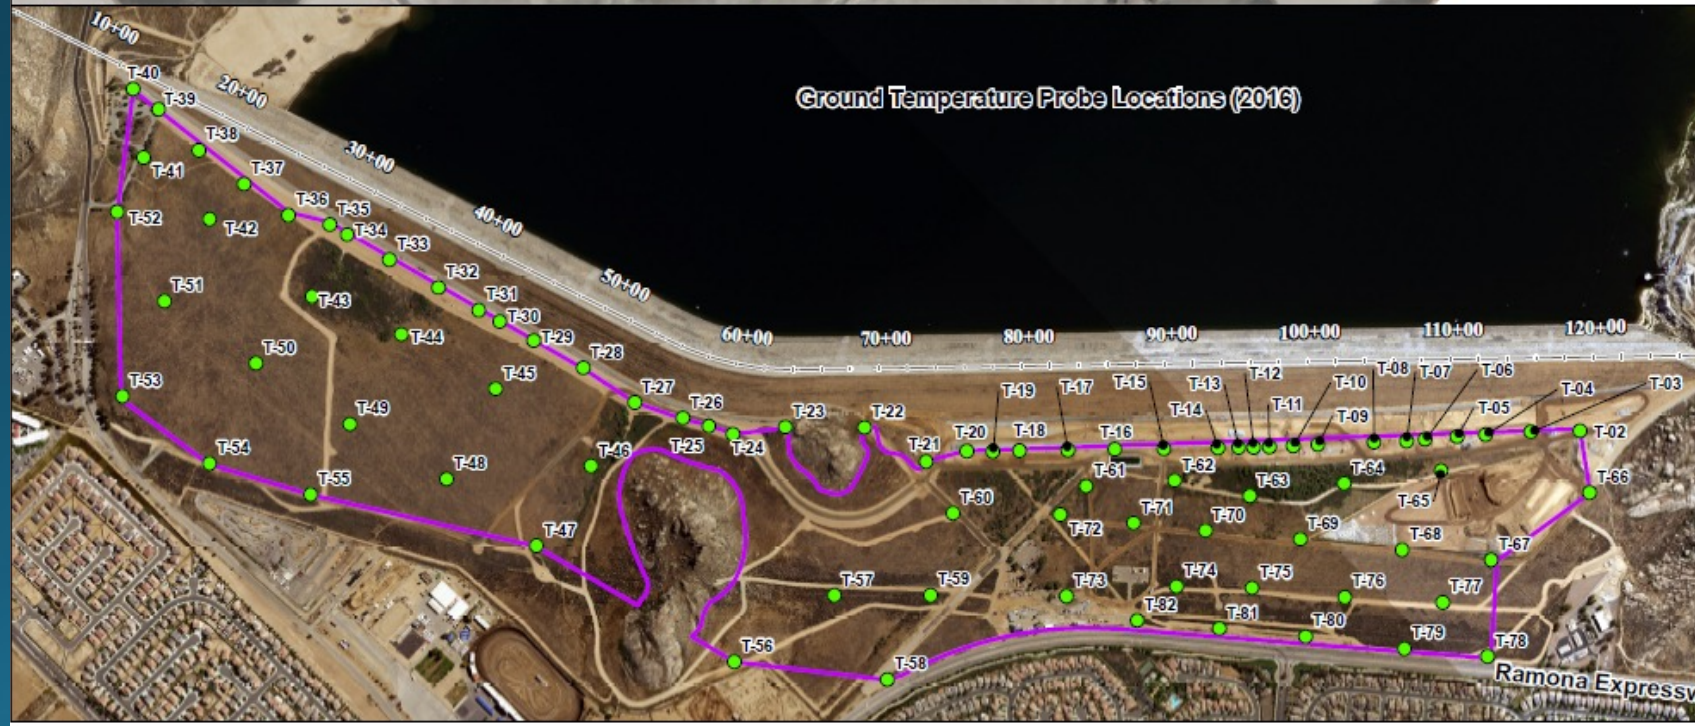 10+00
T-40
20+00
T-39
Ground Temperature Probe Locations (2016)
T-38
T-41
30+00
T-37
T-36
T-35
T-52
T-42
T-34
40+00
T-33
T-32
T-51
T-43
T-31
50+00
T-30
T-44
T-29
60+00
70+00
80+00
90+00
100+00
110+00
120+00
T-50
T-28
T-08
T-07
T-06
T-12
T-53
T-45
T-27
T-19
T-17
T-15
T-13
T-10
T-04
T-03
T-49
T-26
T-23
T-22
T-14
T-11
T-09
T-05
T-20
T-18
T-16
T-02
T-54
T-25
T-24
T-21
T-46
T-48
T-61
T-62
T-63
T-64
T-65
T-66
T-55
T-60
T-72
T-71
T-70
T-69
T-68
T-47
T-67
T-57
T-59
T-73
T-74
T-75
T-76
T-77
T-82
T-81
T-80
T-79
T-78
T-56
T-58
Ramona Expressw